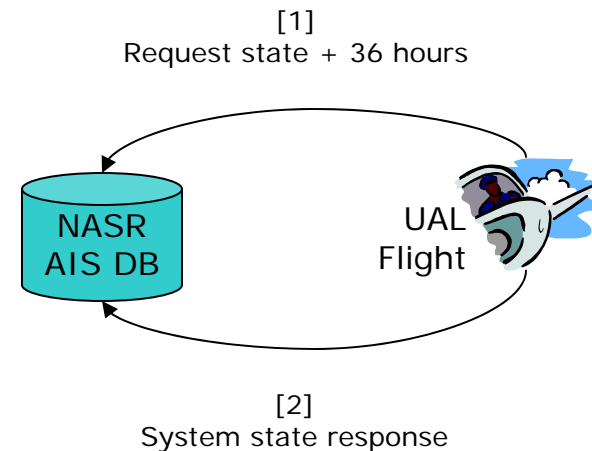 [1]
Request state + 36 hours
NASR
AIS DB
UAL
Flight
[2]
System state response